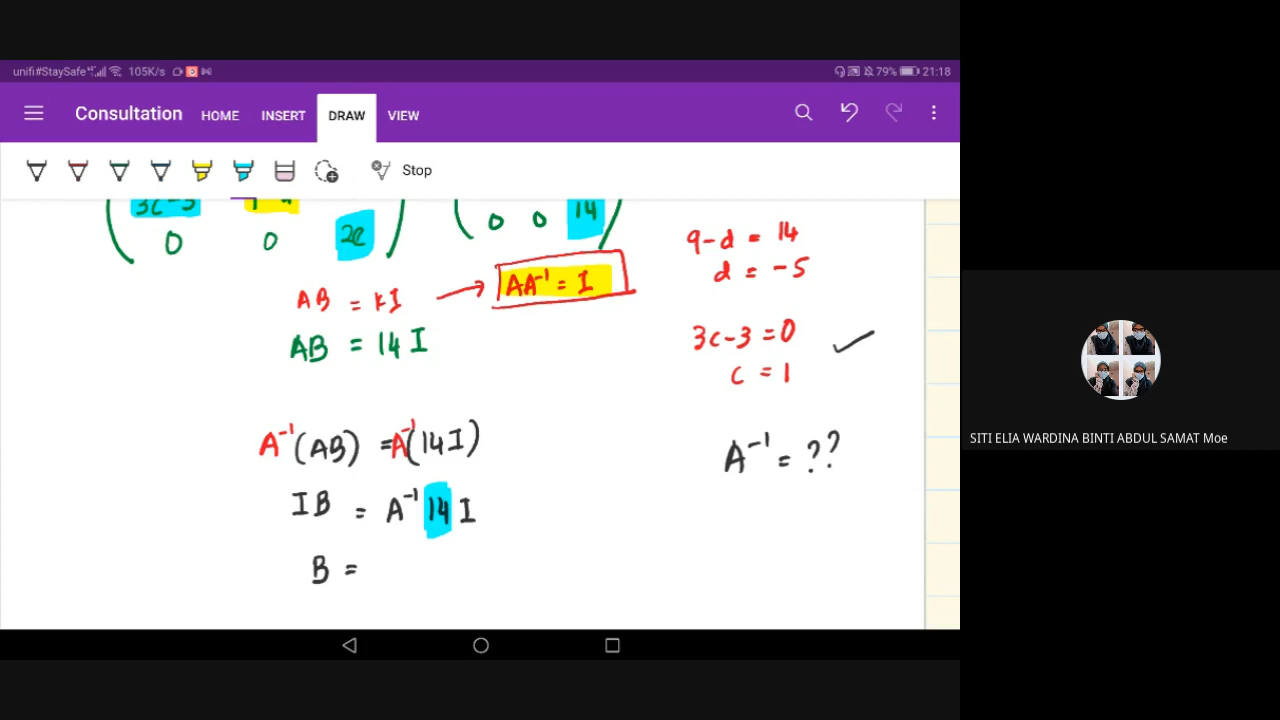 unifi#StaySafe 105K/s 79% 21:18
Consultation HOME INSERT DRAW VIEW
Stop
3c-3
0 0 2c
0 0 14
9-d = 14
d = -5
AB = kI
AA⁻¹ = I
AB = 14 I
3c-3 = 0
c = 1
A⁻¹(AB) = A⁻¹(14I)
A⁻¹ = ??
IB = A⁻¹ 14 I
B =
SITI ELIA WARDINA BINTI ABDUL SAMAT Moe